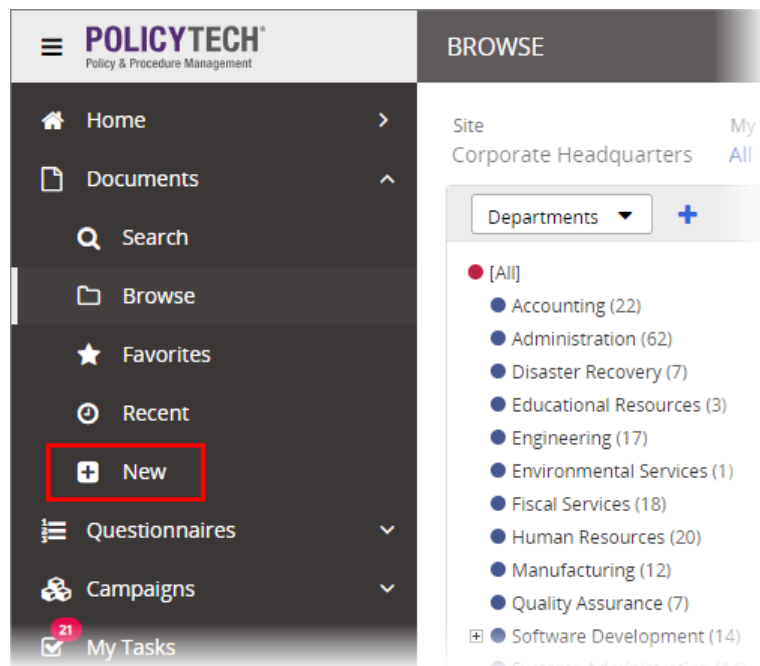 POLICYTECH®
Policy & Procedure Management
Home
Documents
Search
Browse
Favorites
Recent
New
Questionnaires
Campaigns
21
My Tasks
BROWSE
Site
My
Corporate Headquarters
All
Departments
[All]
Accounting (22)
Administration (62)
Disaster Recovery (7)
Educational Resources (3)
Engineering (17)
Environmental Services (1)
Fiscal Services (18)
Human Resources (20)
Manufacturing (12)
Quality Assurance (7)
Software Development (14)